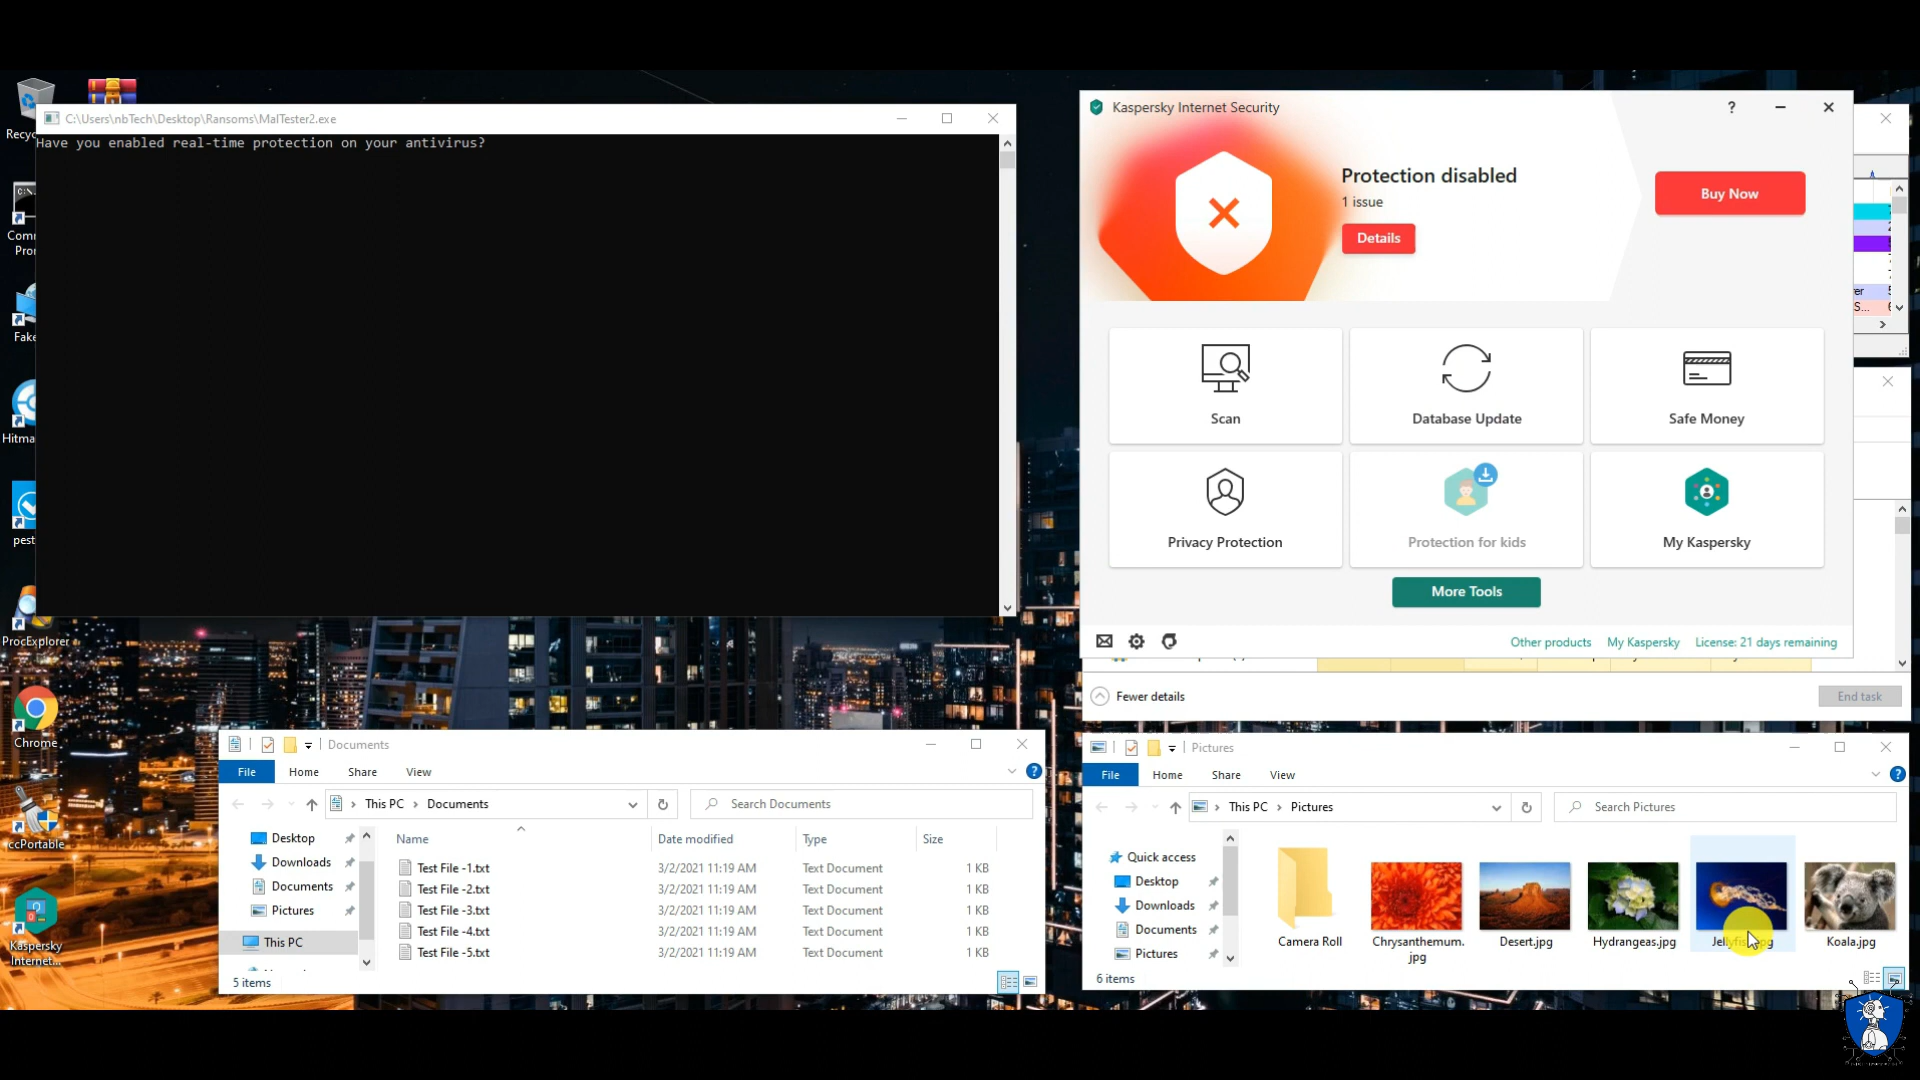 Recyc
C:\Users\nbTech\Desktop\Ransoms\MalTester2.exe
Have you enabled real-time protection on your antivirus?
Com
Pro
Fake
Hitma
pest
ProcExplorer
Chrome
ccPortable
Kaspersky
Internet...
Kaspersky Internet Security
?
Protection disabled
1 issue
Details
Buy Now
Scan
Database Update
Safe Money
Privacy Protection
Protection for kids
My Kaspersky
More Tools
Other products
My Kaspersky
License: 21 days remaining
er
S...
Fewer details
End task
Documents
File
Home
Share
View
This PC
Documents
Search Documents
Desktop
Downloads
Documents
Pictures
This PC
Name
Date modified
Type
Size
Test File -1.txt 3/2/2021 11:19 AM Text Document 1 KB
Test File -2.txt 3/2/2021 11:19 AM Text Document 1 KB
Test File -3.txt 3/2/2021 11:19 AM Text Document 1 KB
Test File -4.txt 3/2/2021 11:19 AM Text Document 1 KB
Test File -5.txt 3/2/2021 11:19 AM Text Document 1 KB
5 items
Pictures
File
Home
Share
View
This PC
Pictures
Search Pictures
Quick access
Desktop
Downloads
Documents
Pictures
Camera Roll
Chrysanthemum.
jpg
Desert.jpg
Hydrangeas.jpg
Jellyfish.jpg
Koala.jpg
6 items